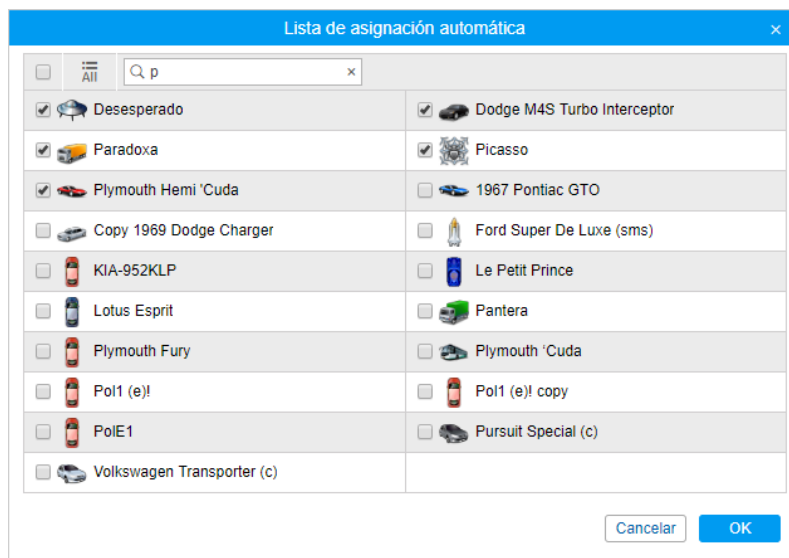 Lista de asignación automática ×
All p ×
Desesperado Dodge M4S Turbo Interceptor
Paradoxa Picasso
Plymouth Hemi 'Cuda 1967 Pontiac GTO
Copy 1969 Dodge Charger Ford Super De Luxe (sms)
KIA-952KLP Le Petit Prince
Lotus Esprit Pantera
Plymouth Fury Plymouth ‘Cuda
Pol1 (e)! Pol1 (e)! copy
PolE1 Pursuit Special (c)
Volkswagen Transporter (c)
Cancelar OK